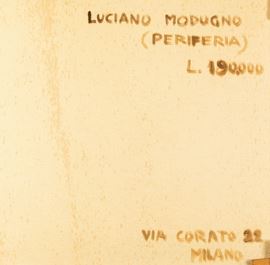 LUCIANO MODUGNO
(PERIFERIA)
L. 190.000
VIA CORATO 22
MILANO